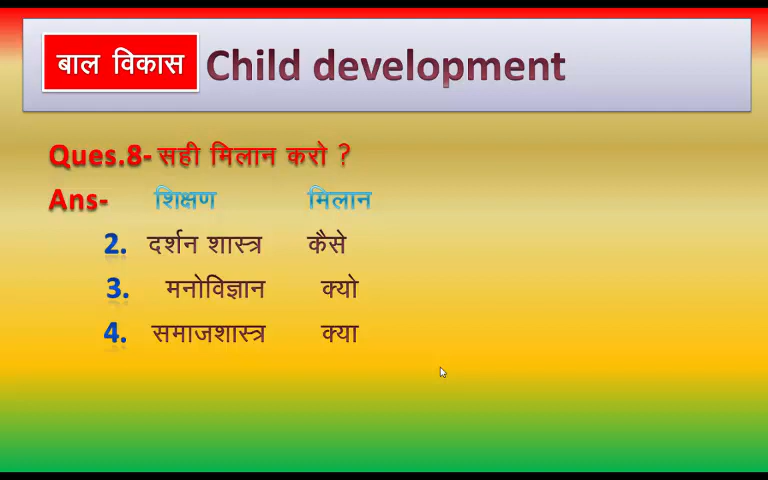 बाल विकास Child development
Ques.8- सही मिलान करो ?
Ans- शिक्षण मिलान
2. दर्शन शास्त्र कैसे
3. मनोविज्ञान क्यो
4. समाजशास्त्र क्या